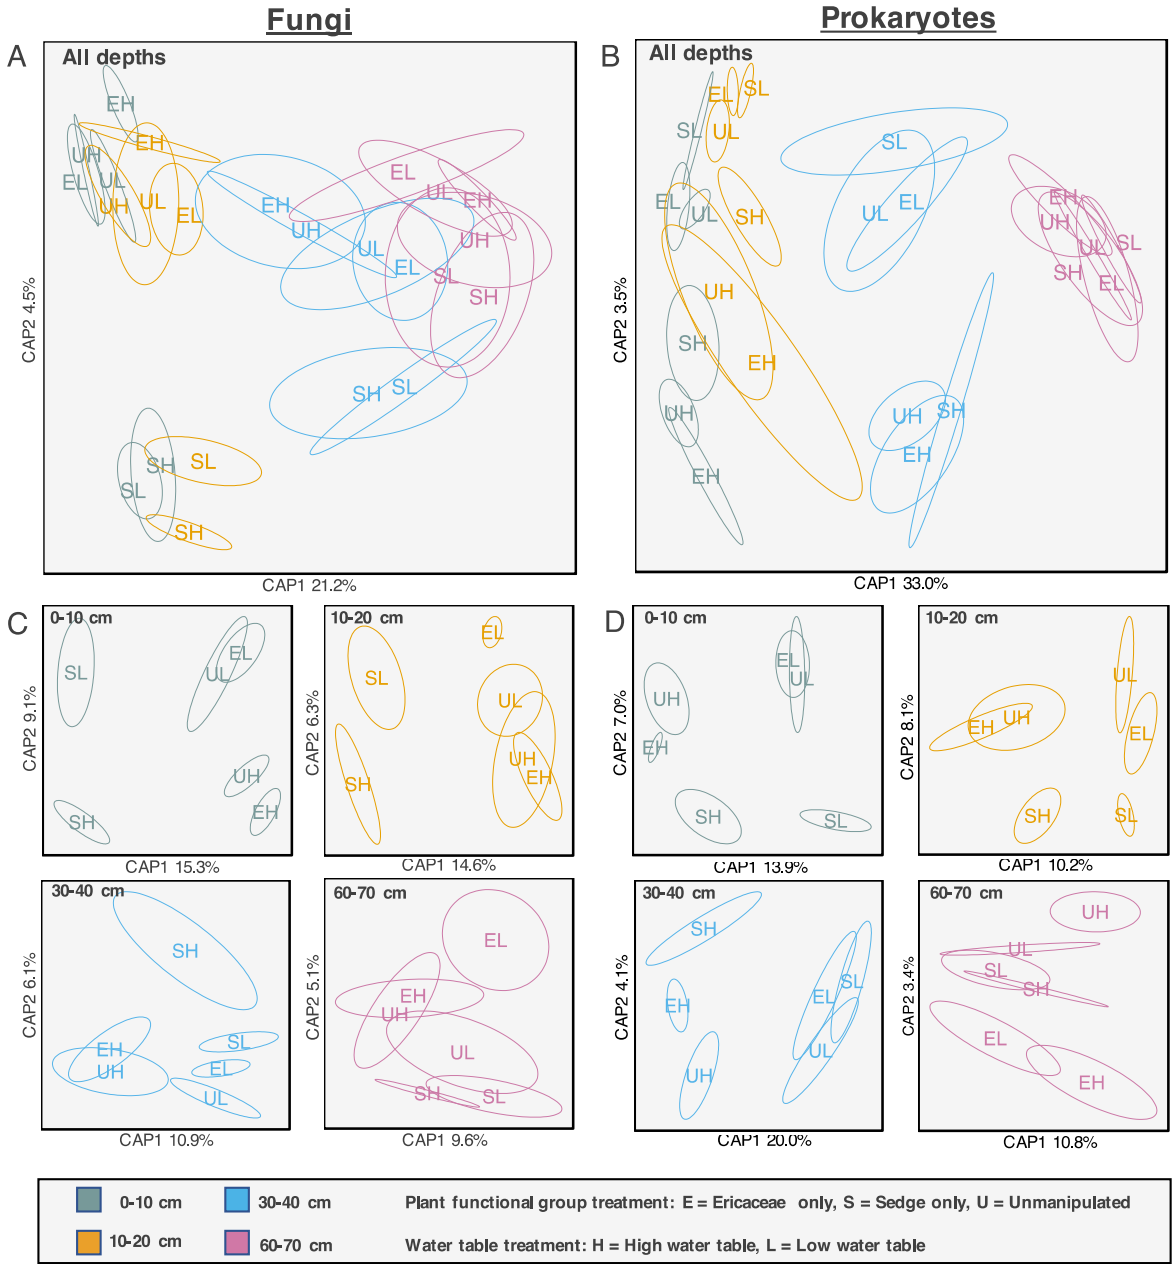 Fungi
Prokaryotes
A
All depths
EH
EH
UH
EL
UL
UH
UL
EL
EH
UH
UL
EL
EL
UL
EH
UH
SL
SH
SH
SL
SH
SL
SL
SH
CAP2 4.5%
CAP1 21.2%
B
All depths
EL
SL
SL
UL
EL
UL
SH
SL
UL
EL
EH
UH
UL
SL
SH
EL
UH
SH
EH
UH
EH
UH
SH
EH
CAP2 3.5%
CAP1 33.0%
C
0-10 cm
SL
EL
UL
UH
EH
SH
CAP2 9.1%
CAP1 15.3%
10-20 cm
EL
SL
UL
UH
EH
SH
CAP2 6.3%
CAP1 14.6%
D
0-10 cm
EL
UL
UH
EH
SH
SL
CAP2 7.0%
CAP1 13.9%
10-20 cm
UL
UH
EH
EL
SH
SL
CAP2 8.1%
CAP1 10.2%
30-40 cm
SH
EH
UH
SL
EL
UL
CAP2 6.1%
CAP1 10.9%
60-70 cm
EL
EH
UH
UL
SH
SL
CAP2 5.1%
CAP1 9.6%
30-40 cm
SH
SL
EL
EH
UL
UH
CAP2 4.1%
CAP1 20.0%
60-70 cm
UH
UL
SL
SH
EL
EH
CAP2 3.4%
CAP1 10.8%
0-10 cm
30-40 cm
Plant functional group treatment: E = Ericaceae only, S = Sedge only, U = Unmanipulated
10-20 cm
60-70 cm
Water table treatment: H = High water table, L = Low water table